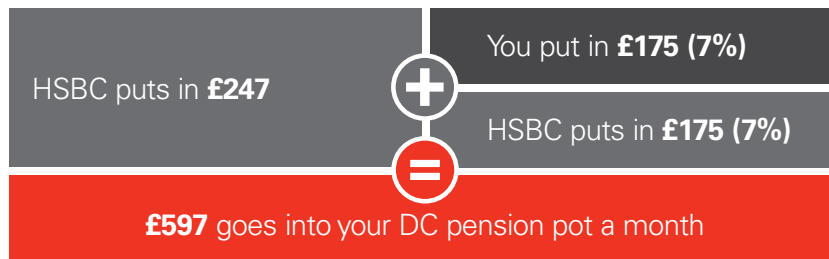 HSBC puts in £247
+
You put in £175 (7%)
HSBC puts in £175 (7%)
=
£597 goes into your DC pension pot a month